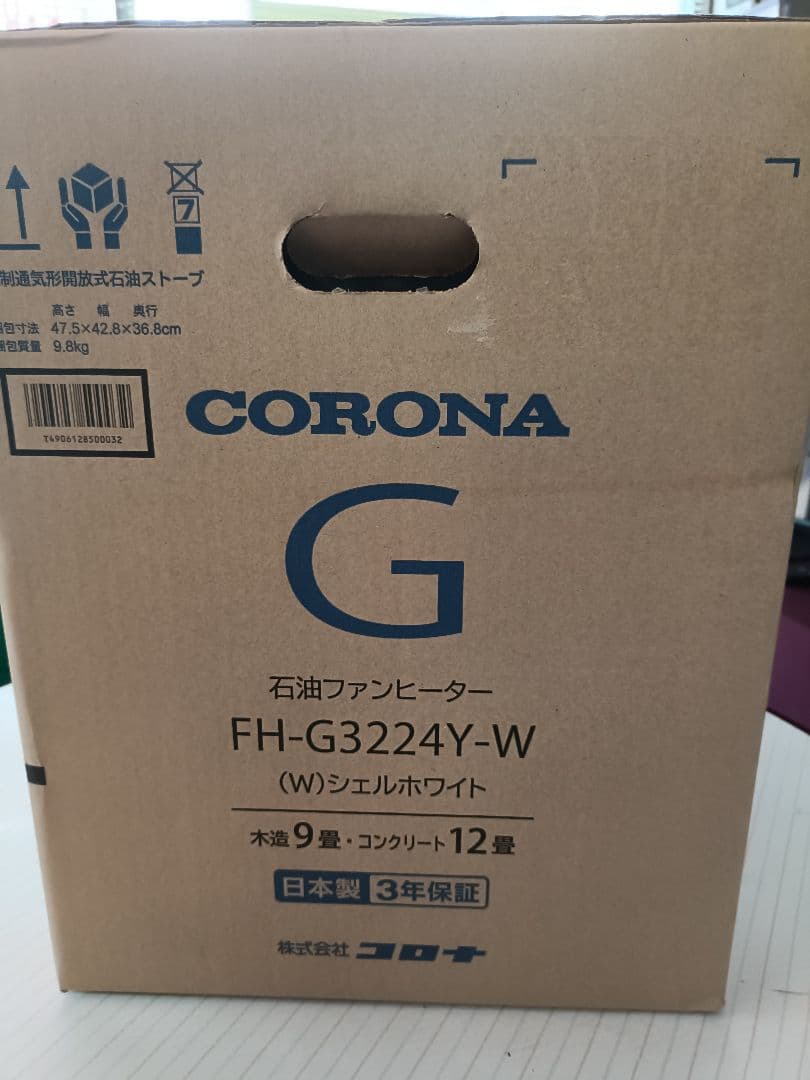 7
制通気形開放式石油ストーブ
高さ 幅 奥行
包寸法 47.5×42.8×36.8cm
包質量 9.8kg
T4906128500032
CORONA
G
石油ファンヒーター
FH-G3224Y-W
(W)シェルホワイト
木造9畳・コンクリート12畳
日本製 3年保証
株式会社 コロナ